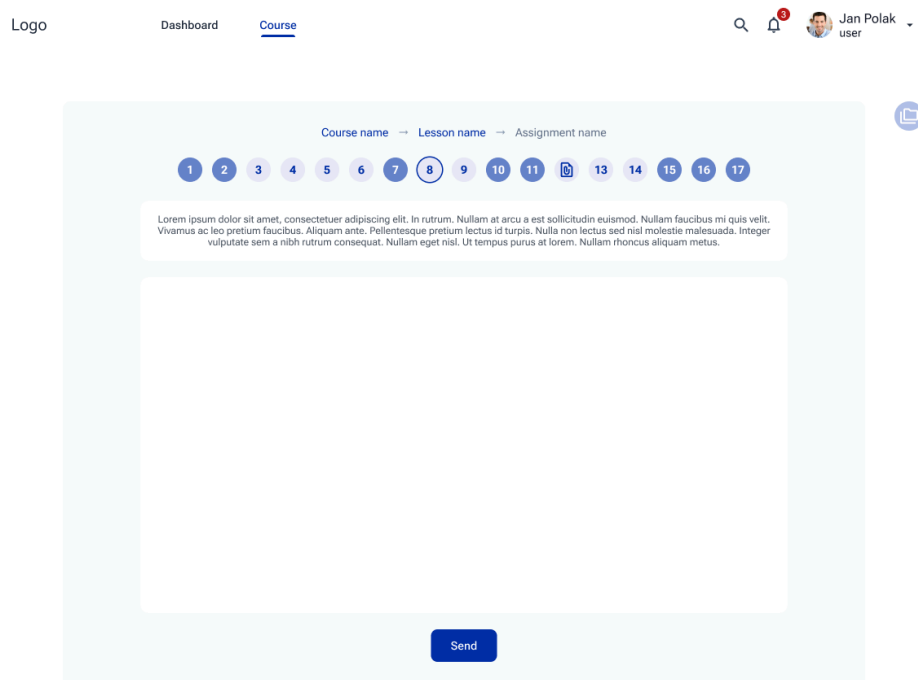 Logo
Dashboard
Course
3
Jan Polak
user
Course name → Lesson name → Assignment name
1 2 3 4 5 6 7 8 9 10 11 13 14 15 16 17
Lorem ipsum dolor sit amet, consectetuer adipiscing elit. In rutrum. Nullam at arcu a est sollicitudin euismod. Nullam faucibus mi quis velit.
Vivamus ac leo pretium faucibus. Aliquam ante. Pellentesque pretium lectus id turpis. Nulla non lectus sed nisl molestie malesuada. Integer
vulputate sem a nibh rutrum consequat. Nullam eget nisl. Ut tempus purus at lorem. Nullam rhoncus aliquam metus.
Send